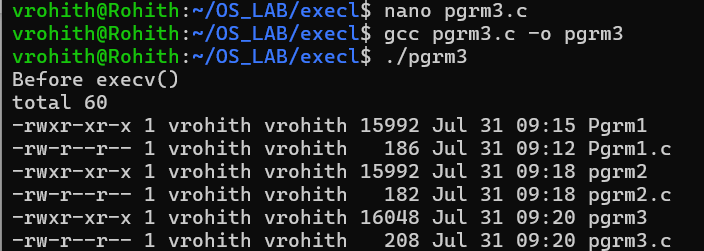 vrohith@Rohith:~/OS_LAB/execl$ nano pgrm3.c
vrohith@Rohith:~/OS_LAB/execl$ gcc pgrm3.c -o pgrm3
vrohith@Rohith:~/OS_LAB/execl$ ./pgrm3
Before execv()
total 60
-rwxr-xr-x 1 vrohith vrohith 15992 Jul 31 09:15 Pgrm1
-rw-r--r-- 1 vrohith vrohith   186 Jul 31 09:12 Pgrm1.c
-rwxr-xr-x 1 vrohith vrohith 15992 Jul 31 09:18 pgrm2
-rw-r--r-- 1 vrohith vrohith   182 Jul 31 09:18 pgrm2.c
-rwxr-xr-x 1 vrohith vrohith 16048 Jul 31 09:20 pgrm3
-rw-r--r-- 1 vrohith vrohith   208 Jul 31 09:20 pgrm3.c